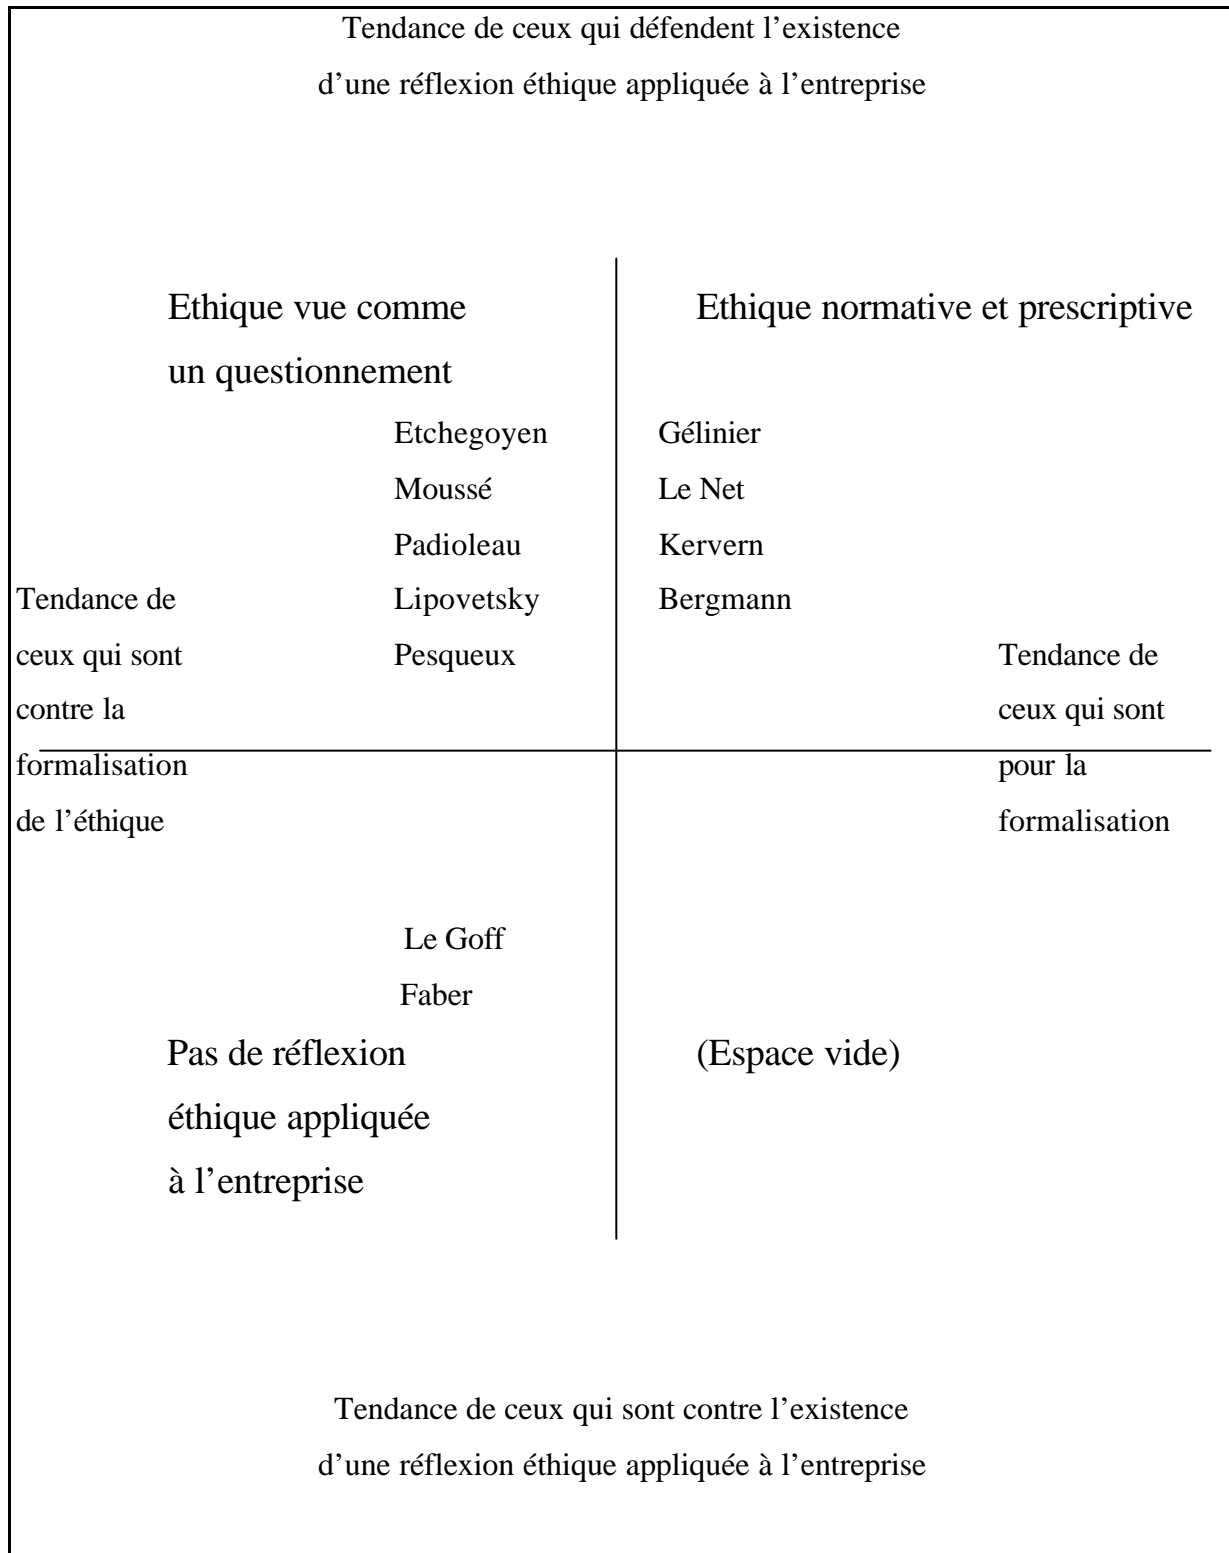 Tendance de ceux qui défendent l’existence
d’une réflexion éthique appliquée à l’entreprise
Ethique vue comme
un questionnement
Ethique normative et prescriptive
Etchegoyen
Moussé
Padioleau
Lipovetsky
Pesqueux
Gélinier
Le Net
Kervern
Bergmann
Tendance de
ceux qui sont
contre la
formalisation
de l’éthique
Tendance de
ceux qui sont
pour la
formalisation
Le Goff
Faber
Pas de réflexion
éthique appliquée
à l’entreprise
(Espace vide)
Tendance de ceux qui sont contre l’existence
d’une réflexion éthique appliquée à l’entreprise